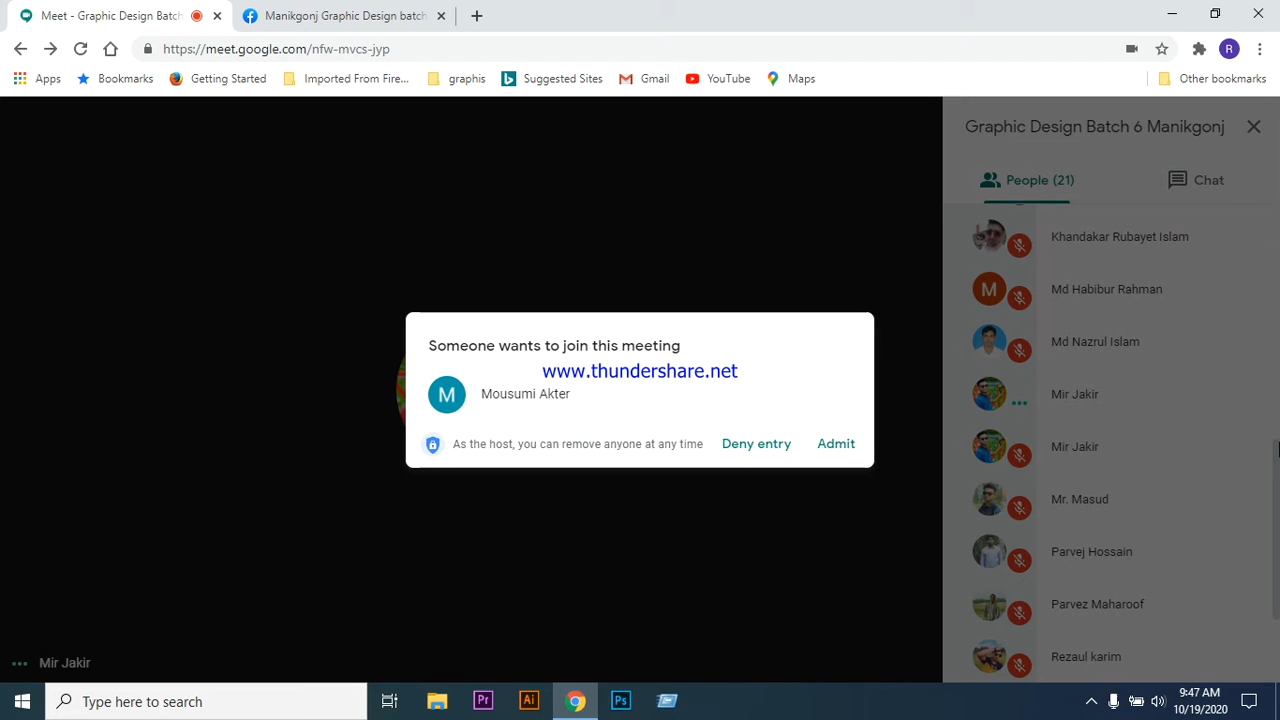 Meet - Graphic Design Batch
Manikgonj Graphic Design batch
https://meet.google.com/nfw-mvcs-jyp
R
Apps
Bookmarks
Getting Started
Imported From Fire...
graphis
Suggested Sites
Gmail
YouTube
Maps
Other bookmarks
Graphic Design Batch 6 Manikgonj
People (21)
Chat
Khandakar Rubayet Islam
M
Md Habibur Rahman
Md Nazrul Islam
Mir Jakir
Mir Jakir
Mr. Masud
Parvej Hossain
Parvez Maharoof
Rezaul karim
Someone wants to join this meeting
www.thundershare.net
M
Mousumi Akter
As the host, you can remove anyone at any time
Deny entry
Admit
Mir Jakir
Type here to search
Pr
Ai
Ps
9:47 AM
10/19/2020